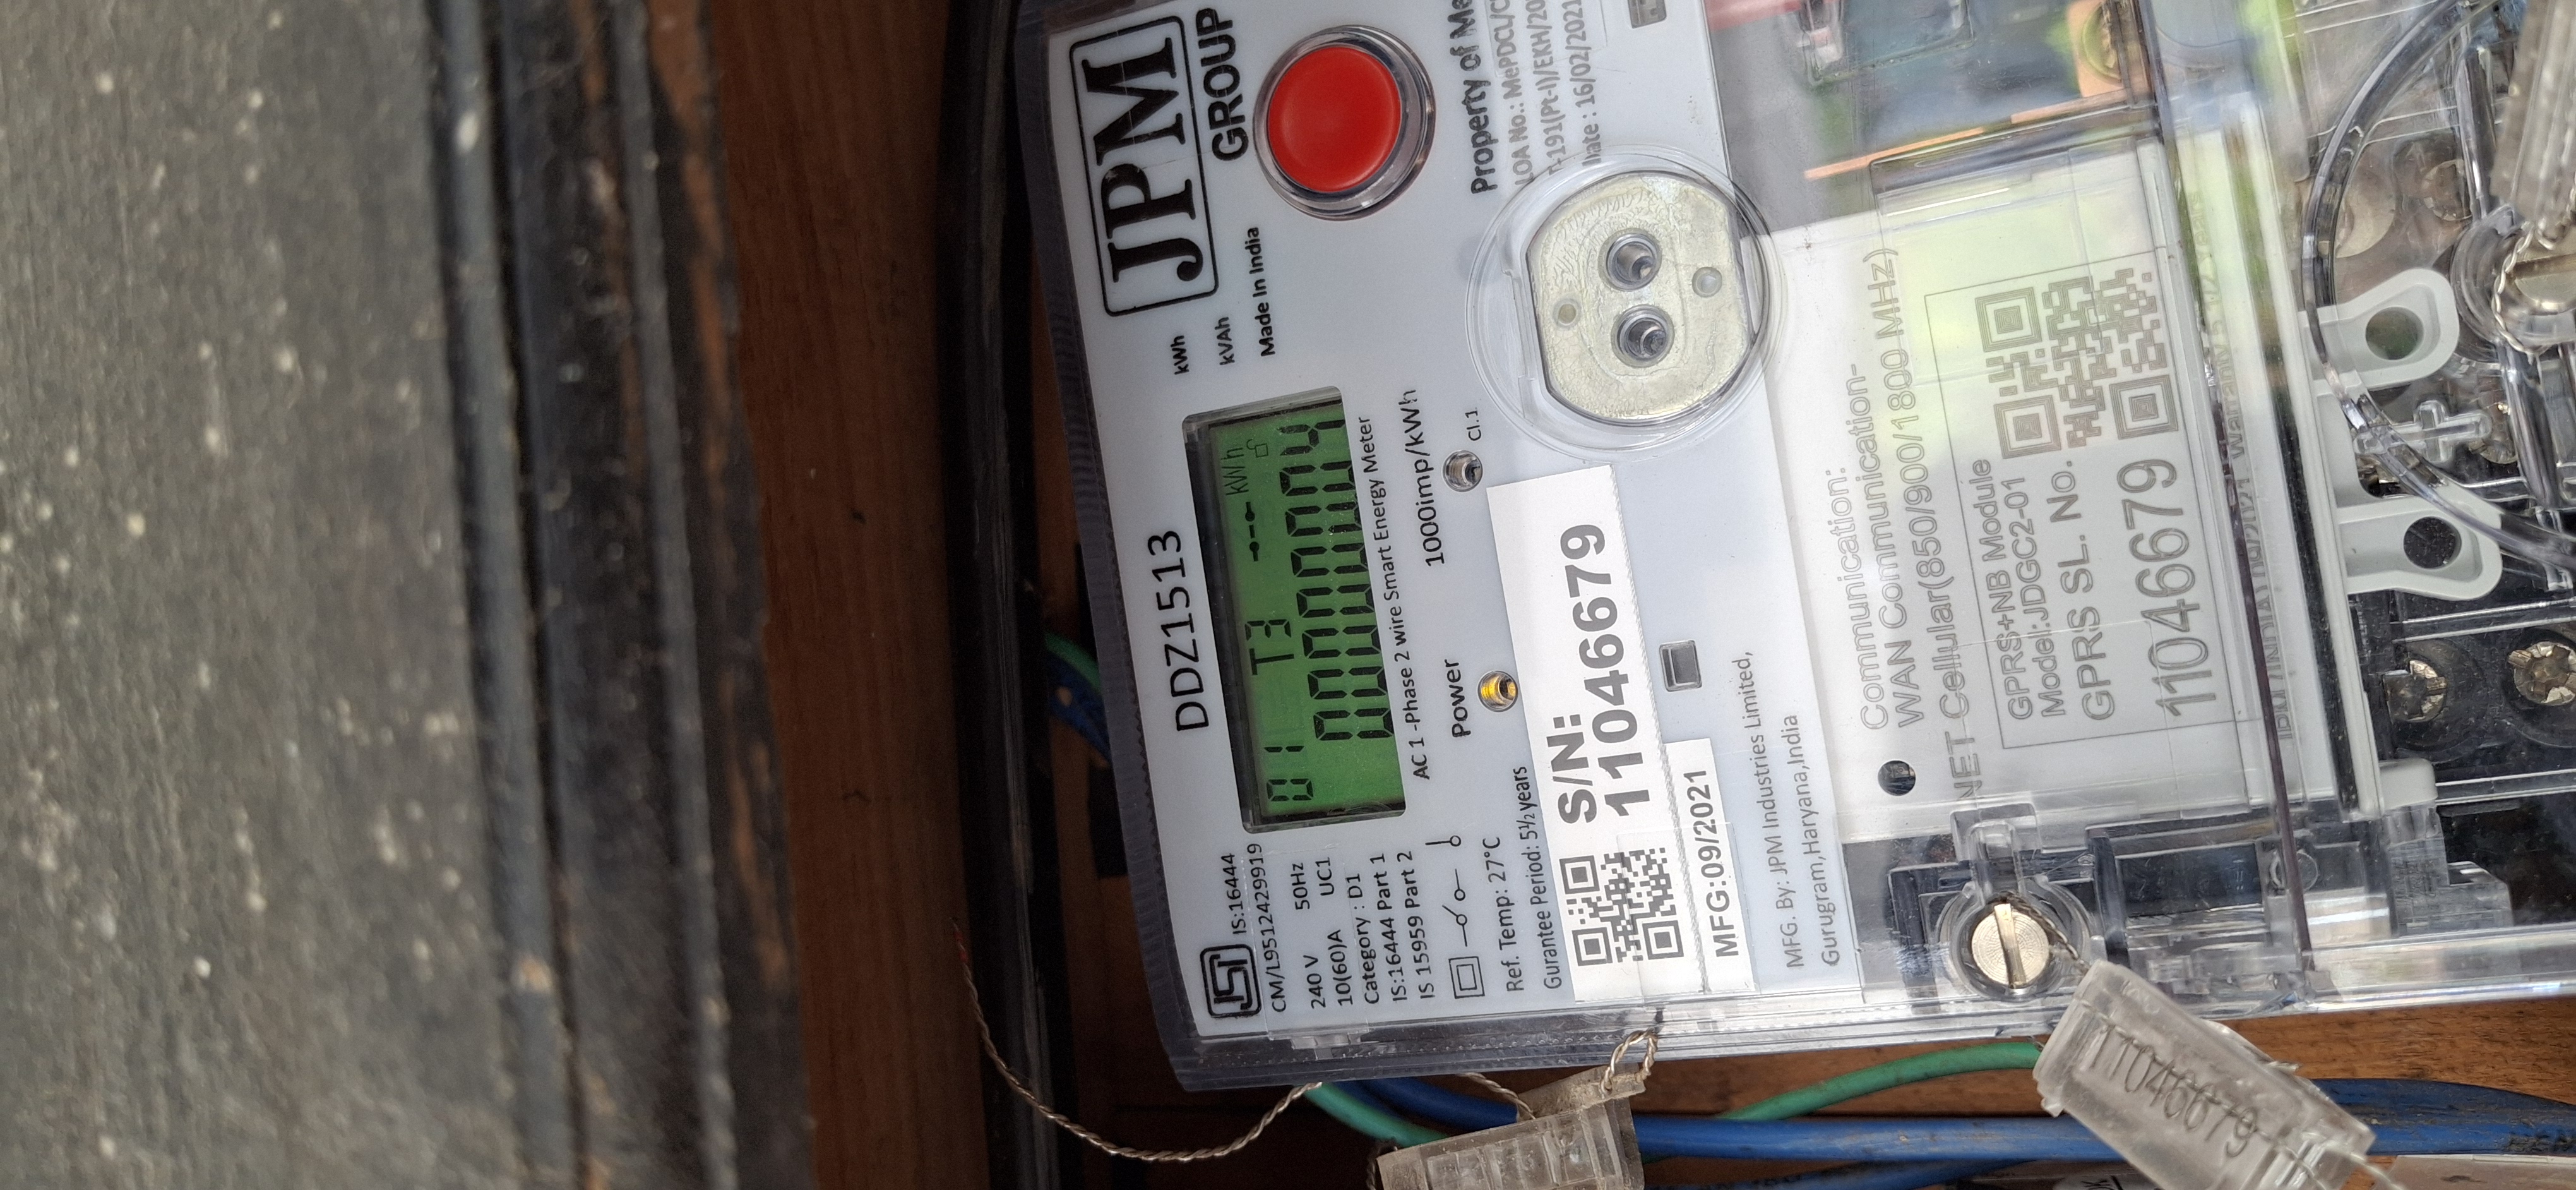 JPM
GROUP
kWh
kVAh
Made In India
DDZ1513
01 T3 kWh
00000004
AC 1 -Phase 2 wire Smart Energy Meter
IS:16444
CM/L9512429919
240 V 50Hz
10(60)A UC1
Category : D1
IS:16444 Part 1
IS 15959 Part 2
Power
1000imp/kWh
Cl.1
Ref. Temp: 27°C
Gurantee Period: 5½ years
Property of Me
LOA No.: MePDCL/C
T-191(Pt-I)/EKH/20
Date : 16/02/2021
S/N:
11046679
MFG:09/2021
MFG. By: JPM Industries Limited,
Gurugram,Haryana,India
Communication:
WAN Communication-
NET Cellular(850/900/1800 MHz)
GPRS+NB Module
Model:JDGC2-01
GPRS SL. No.
11046679
11046679